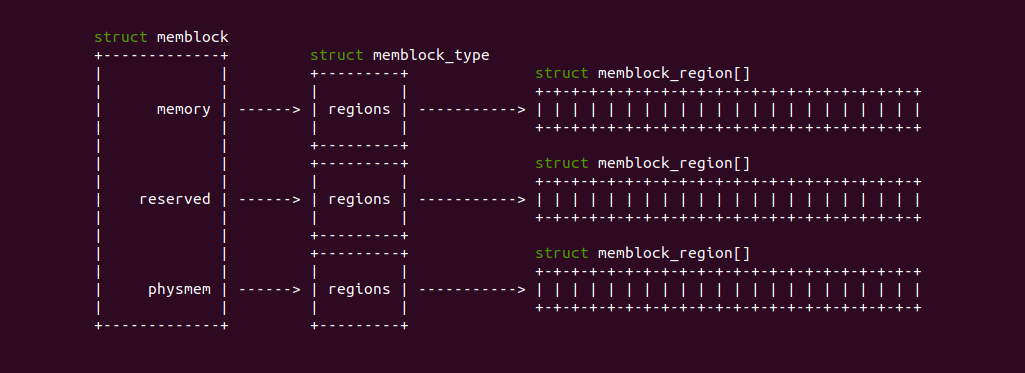 struct memblock
struct memblock_type
struct memblock_region[]
memory ------> regions ----------->
struct memblock_region[]
reserved ------> regions ----------->
struct memblock_region[]
physmem ------> regions ----------->